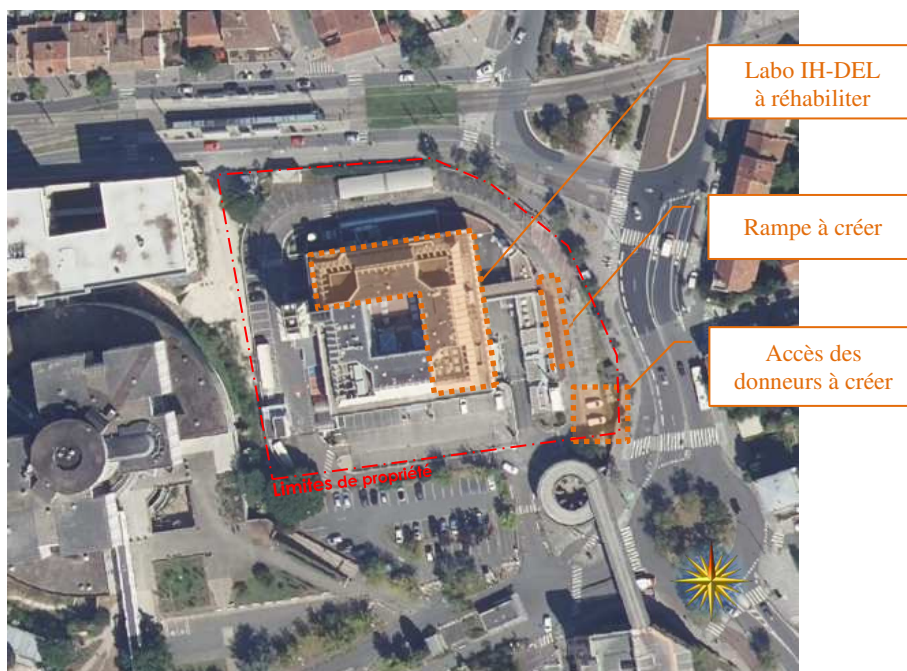 Labo IH-DEL
à réhabiliter
Rampe à créer
Accès des
donneurs à créer
Limites de propriété